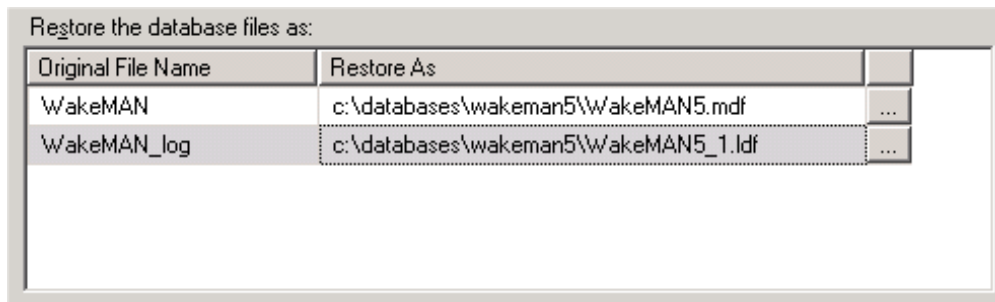 Restore the database files as:
Original File Name Restore As
WakeMAN c:\databases\wakeman5\WakeMAN5.mdf ...
WakeMAN_log c:\databases\wakeman5\WakeMAN5_1.ldf ...